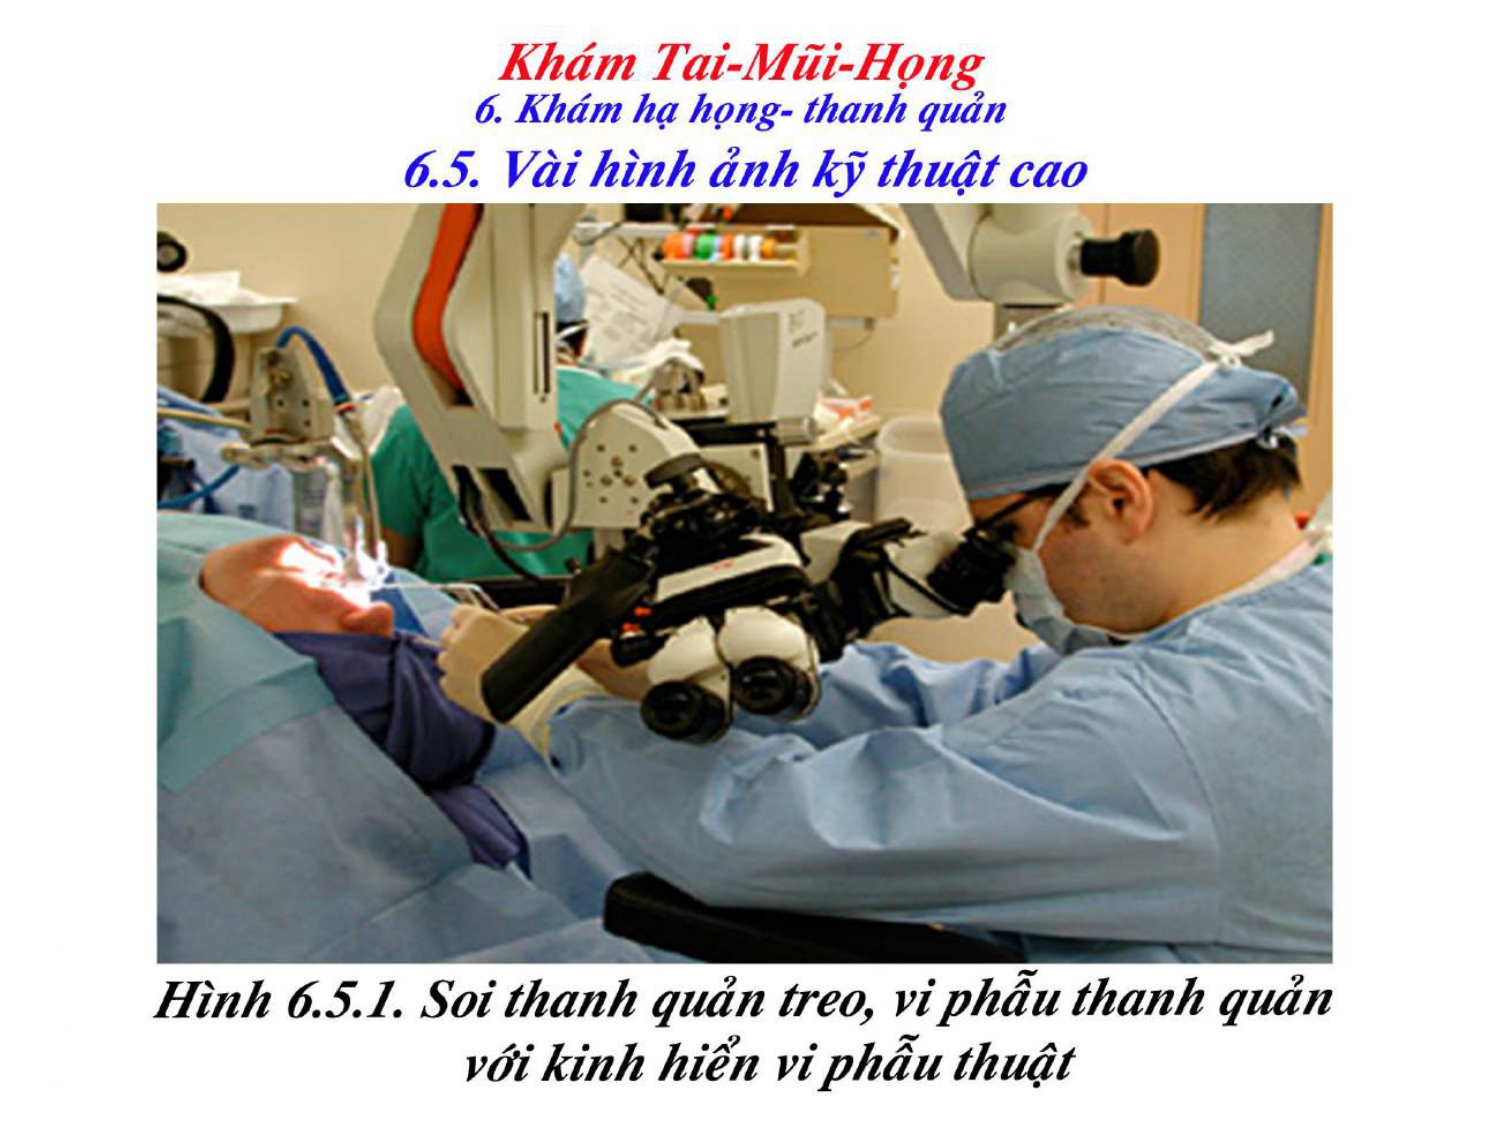 Khám Tai-Mũi-Họng
6. Khám hạ họng- thanh quản
6.5. Vài hình ảnh kỹ thuật cao
Hình 6.5.1. Soi thanh quản treo, vi phẫu thanh quản
với kinh hiển vi phẫu thuật